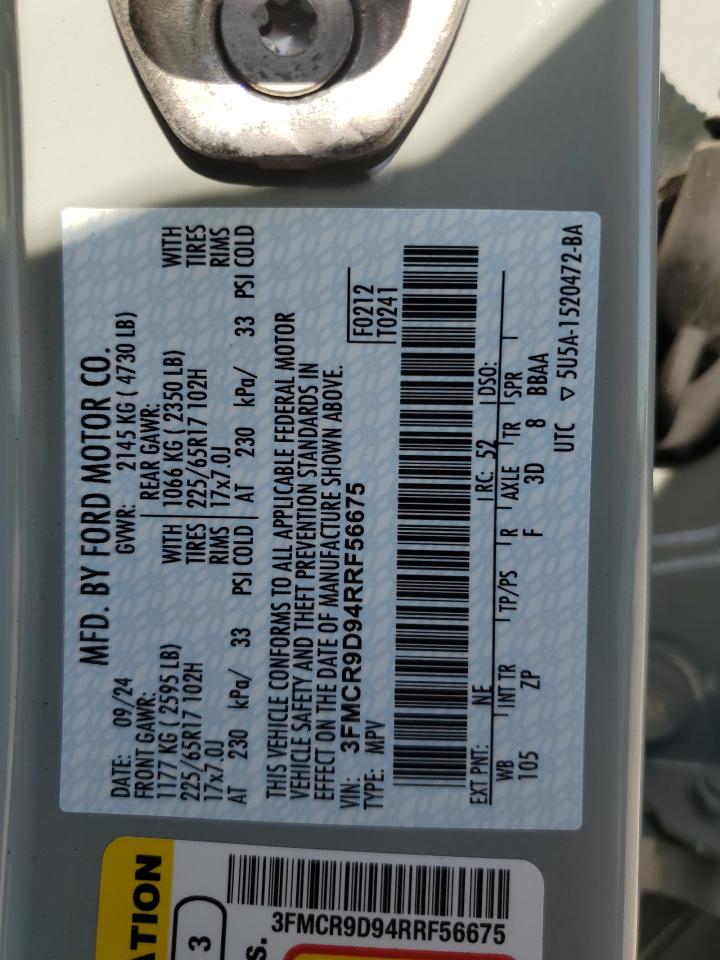 MFD. BY FORD MOTOR CO.
DATE: 09/24 GVWR: 2145 KG ( 4730 LB)
FRONT GAWR: REAR GAWR:
1177 KG ( 2595 LB) WITH 1066 KG ( 2350 LB) WITH
225/65R17 102H TIRES 225/65R17 102H TIRES
17x7.0J RIMS 17x7.0J RIMS
AT 230 kPa/ 33 PSI COLD AT 230 kPa/ 33 PSI COLD
THIS VEHICLE CONFORMS TO ALL APPLICABLE FEDERAL MOTOR
VEHICLE SAFETY AND THEFT PREVENTION STANDARDS IN
EFFECT ON THE DATE OF MANUFACTURE SHOWN ABOVE.
VIN: 3FMCR9D94RRF56675 F0212
TYPE: MPV T0241
EXT PNT: NE RC: 52 DSO:
WB INT TR TP/PS R AXLE TR SPR
105 ZP F 3D 8 BBAA
UTC ▽ 5U5A-1520472-BA
ATION
3
s.
3FMCR9D94RRF56675